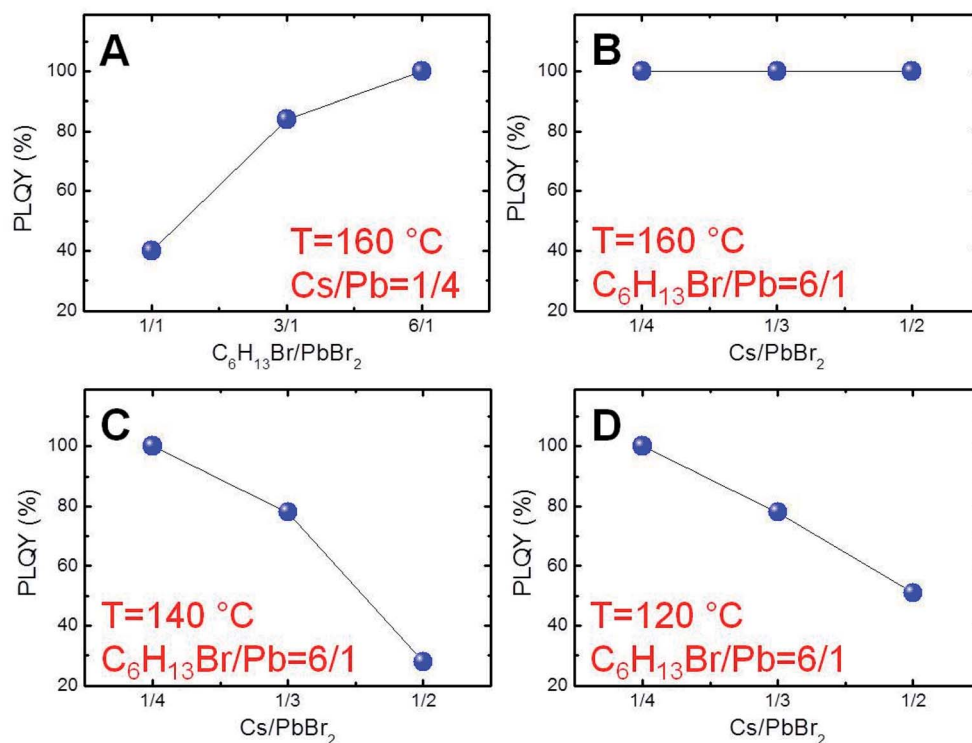 A
PLQY (%)
100
80
60
40
20
T=160 °C
Cs/Pb=1/4
1/1
3/1
6/1
C₆H₁₃Br/PbBr₂
B
PLQY (%)
100
80
60
40
20
T=160 °C
C₆H₁₃Br/Pb=6/1
1/4
1/3
1/2
Cs/PbBr₂
C
PLQY (%)
100
80
60
40
20
T=140 °C
C₆H₁₃Br/Pb=6/1
1/4
1/3
1/2
Cs/PbBr₂
D
PLQY (%)
100
80
60
40
20
T=120 °C
C₆H₁₃Br/Pb=6/1
1/4
1/3
1/2
Cs/PbBr₂